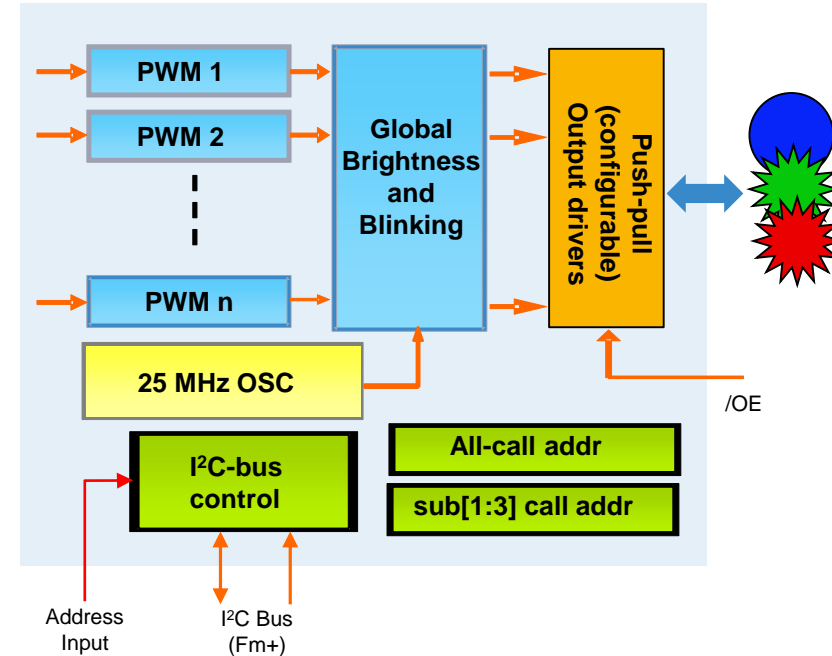 PWM 1
PWM 2
PWM n
Global
Brightness
and
Blinking
Push-pull
(configurable)
Output drivers
25 MHz OSC
/OE
I²C-bus
control
All-call addr
sub[1:3] call addr
Address
Input
I²C Bus
(Fm+)